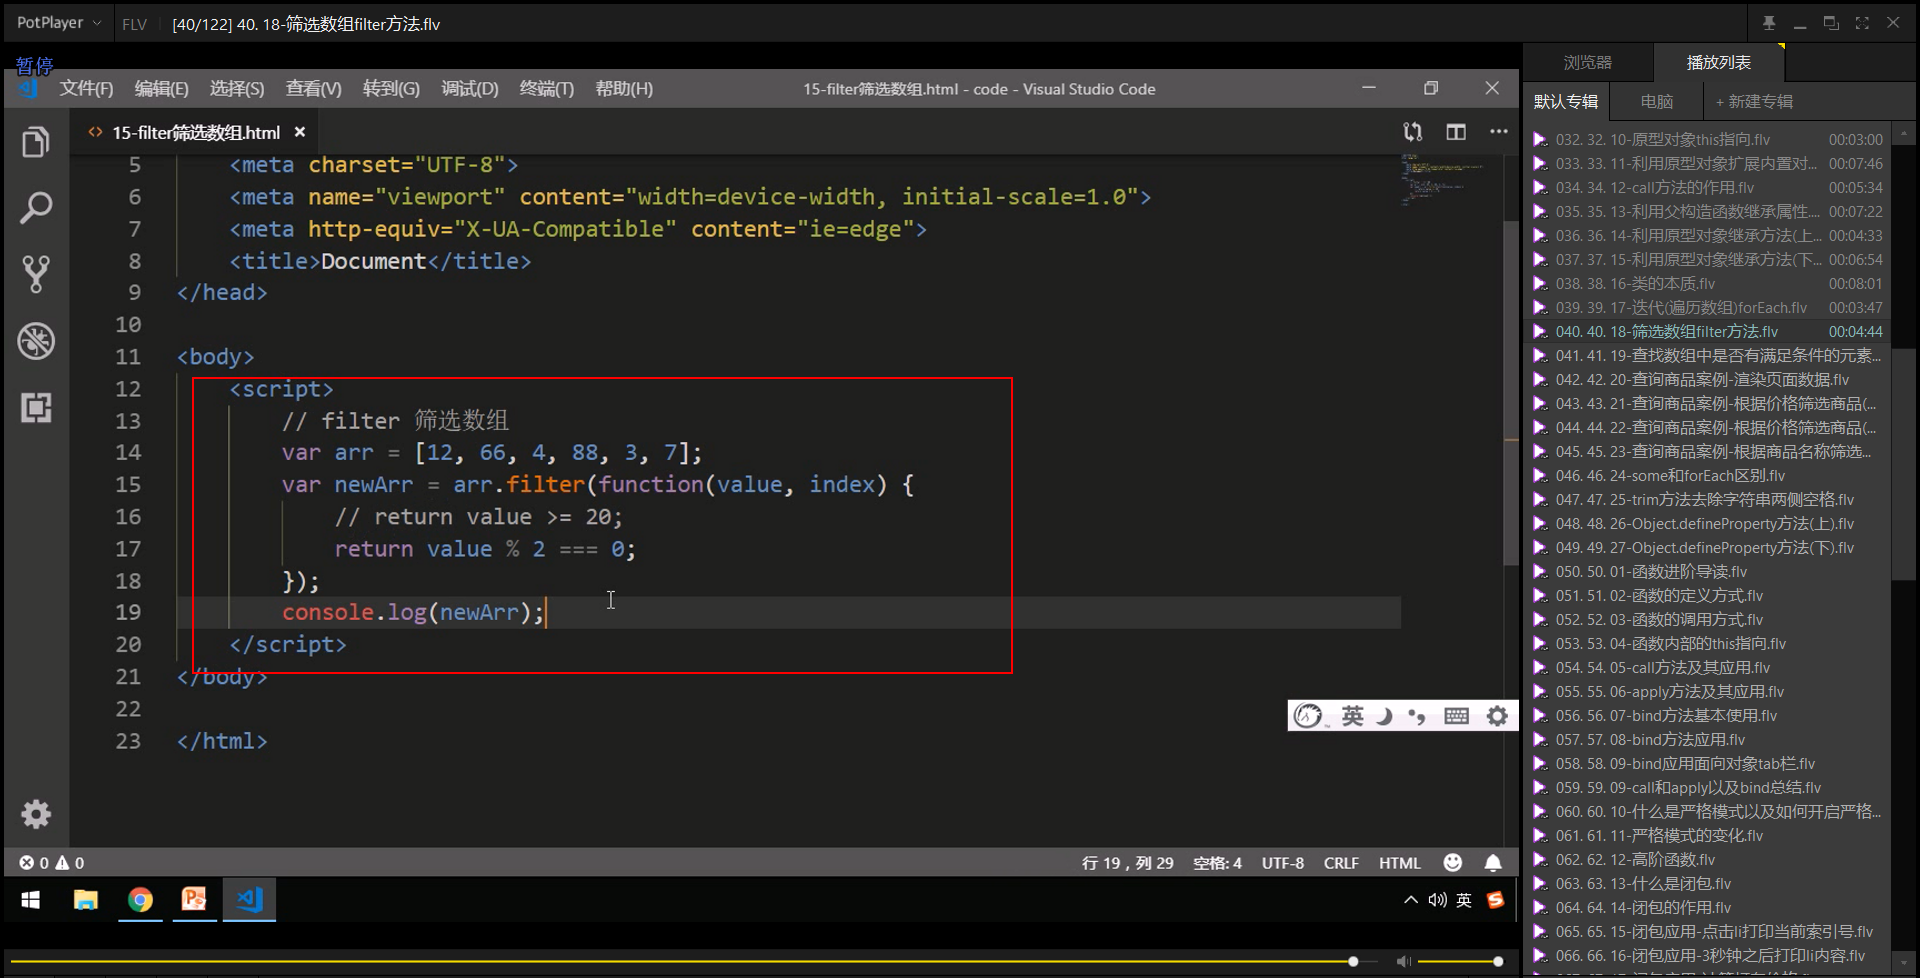 PotPlayer
FLV
[40/122] 40. 18-筛选数组filter方法.flv
暂停
文件(F) 编辑(E) 选择(S) 查看(V) 转到(G) 调试(D) 终端(T) 帮助(H)
15-filter筛选数组.html - code - Visual Studio Code
15-filter筛选数组.html
5 <meta charset="UTF-8">
6 <meta name="viewport" content="width=device-width, initial-scale=1.0">
7 <meta http-equiv="X-UA-Compatible" content="ie=edge">
8 <title>Document</title>
9 </head>
10
11 <body>
12 <script>
13 // filter 筛选数组
14 var arr = [12, 66, 4, 88, 3, 7];
15 var newArr = arr.filter(function(value, index) {
16 // return value >= 20;
17 return value % 2 === 0;
18 });
19 console.log(newArr);
20 </script>
21 </body>
22
23 </html>
英
0 0
行 19，列 29 空格: 4 UTF-8 CRLF HTML
英
浏览器 播放列表
默认专辑 电脑 + 新建专辑
032. 32. 10-原型对象this指向.flv 00:03:00
033. 33. 11-利用原型对象扩展内置对... 00:07:46
034. 34. 12-call方法的作用.flv 00:05:34
035. 35. 13-利用父构造函数继承属性.... 00:07:22
036. 36. 14-利用原型对象继承方法(上... 00:04:33
037. 37. 15-利用原型对象继承方法(下... 00:06:54
038. 38. 16-类的本质.flv 00:08:01
039. 39. 17-迭代(遍历数组)forEach.flv 00:03:47
040. 40. 18-筛选数组filter方法.flv 00:04:44
041. 41. 19-查找数组中是否有满足条件的元素...
042. 42. 20-查询商品案例-渲染页面数据.flv
043. 43. 21-查询商品案例-根据价格筛选商品(...
044. 44. 22-查询商品案例-根据价格筛选商品(...
045. 45. 23-查询商品案例-根据商品名称筛选...
046. 46. 24-some和forEach区别.flv
047. 47. 25-trim方法去除字符串两侧空格.flv
048. 48. 26-Object.defineProperty方法(上).flv
049. 49. 27-Object.defineProperty方法(下).flv
050. 50. 01-函数进阶导读.flv
051. 51. 02-函数的定义方式.flv
052. 52. 03-函数的调用方式.flv
053. 53. 04-函数内部的this指向.flv
054. 54. 05-call方法及其应用.flv
055. 55. 06-apply方法及其应用.flv
056. 56. 07-bind方法基本使用.flv
057. 57. 08-bind方法应用.flv
058. 58. 09-bind应用面向对象tab栏.flv
059. 59. 09-call和apply以及bind总结.flv
060. 60. 10-什么是严格模式以及如何开启严格...
061. 61. 11-严格模式的变化.flv
062. 62. 12-高阶函数.flv
063. 63. 13-什么是闭包.flv
064. 64. 14-闭包的作用.flv
065. 65. 15-闭包应用-点击li打印当前索引号.flv
066. 66. 16-闭包应用-3秒钟之后打印li内容.flv